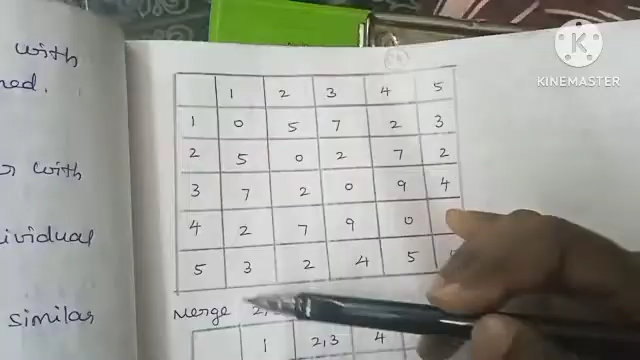 with
ned.
with
ividual
similar
KINEMASTER
1 2 3 4 5
1 0 5 7 2 3
2 5 0 2 7 2
3 7 2 0 9 4
4 2 7 9 0
5 3 2 4 5
Merge 2,
1 2,3 4